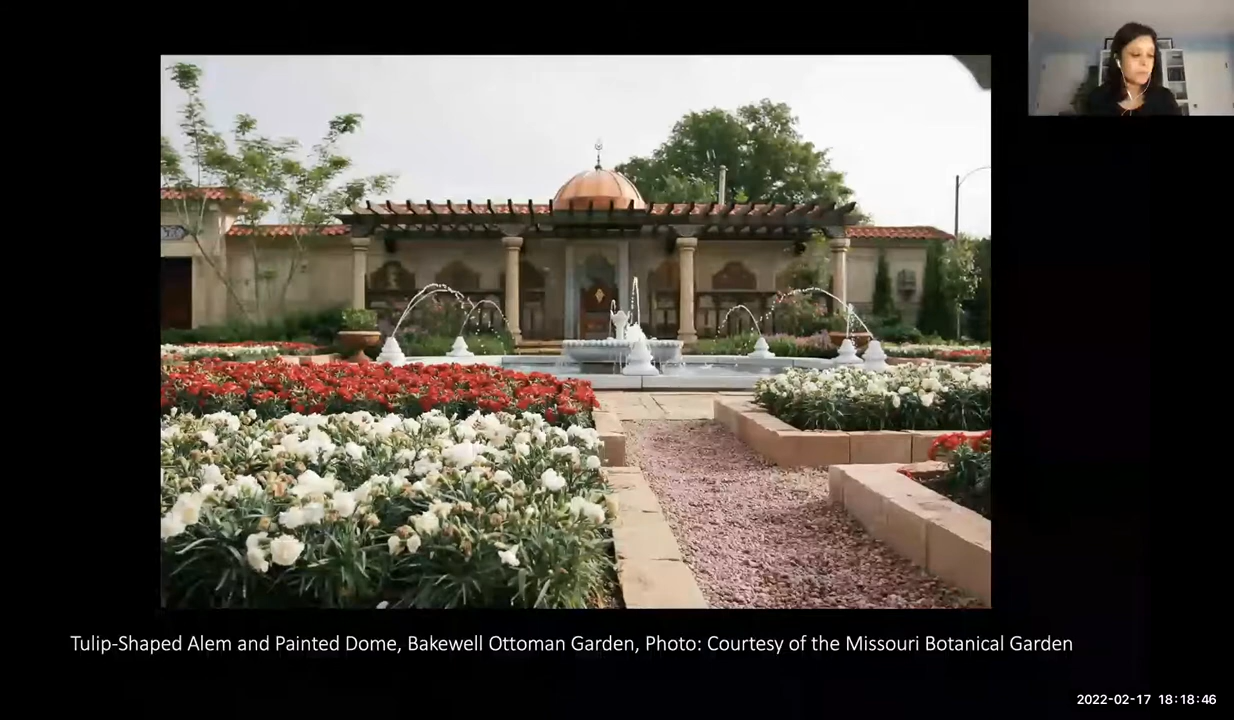 Tulip-Shaped Alem and Painted Dome, Bakewell Ottoman Garden, Photo: Courtesy of the Missouri Botanical Garden
2022-02-17 18:18:46